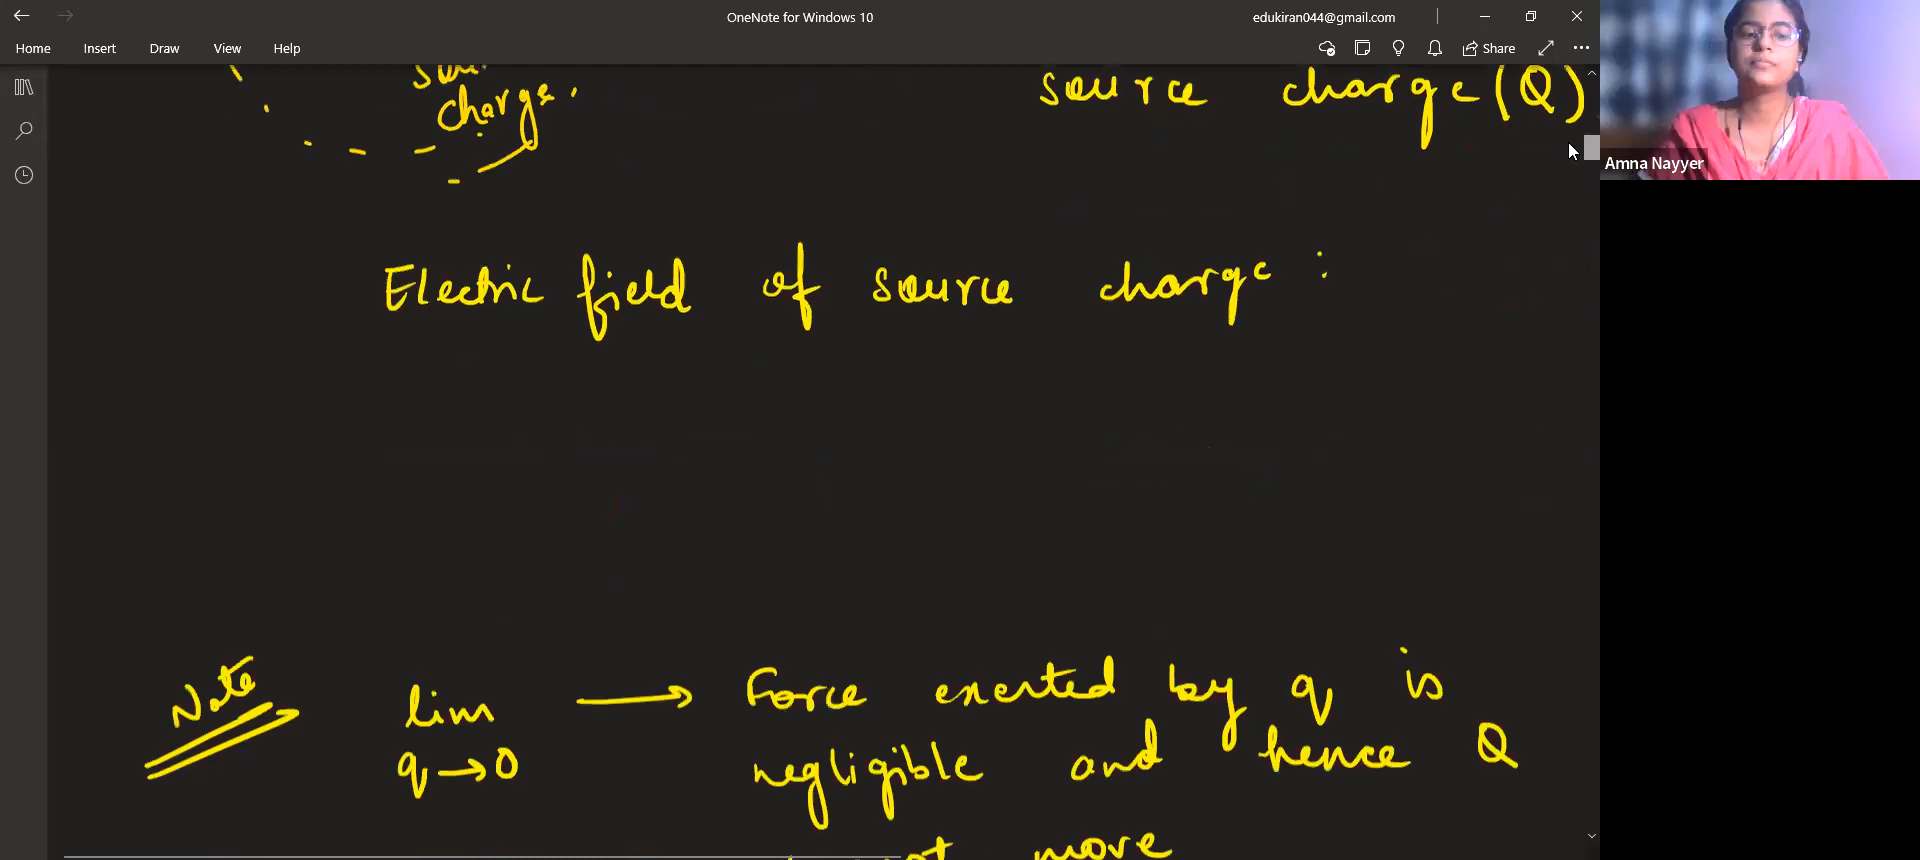 OneNote for Windows 10
edukiran044@gmail.com
Home Insert Draw View Help
Share
charge.
source charge (Q)
Amna Nayyer
Electric field of source charge :
Note
lim → Force exerted by q is
q→0 negligible and hence Q
more